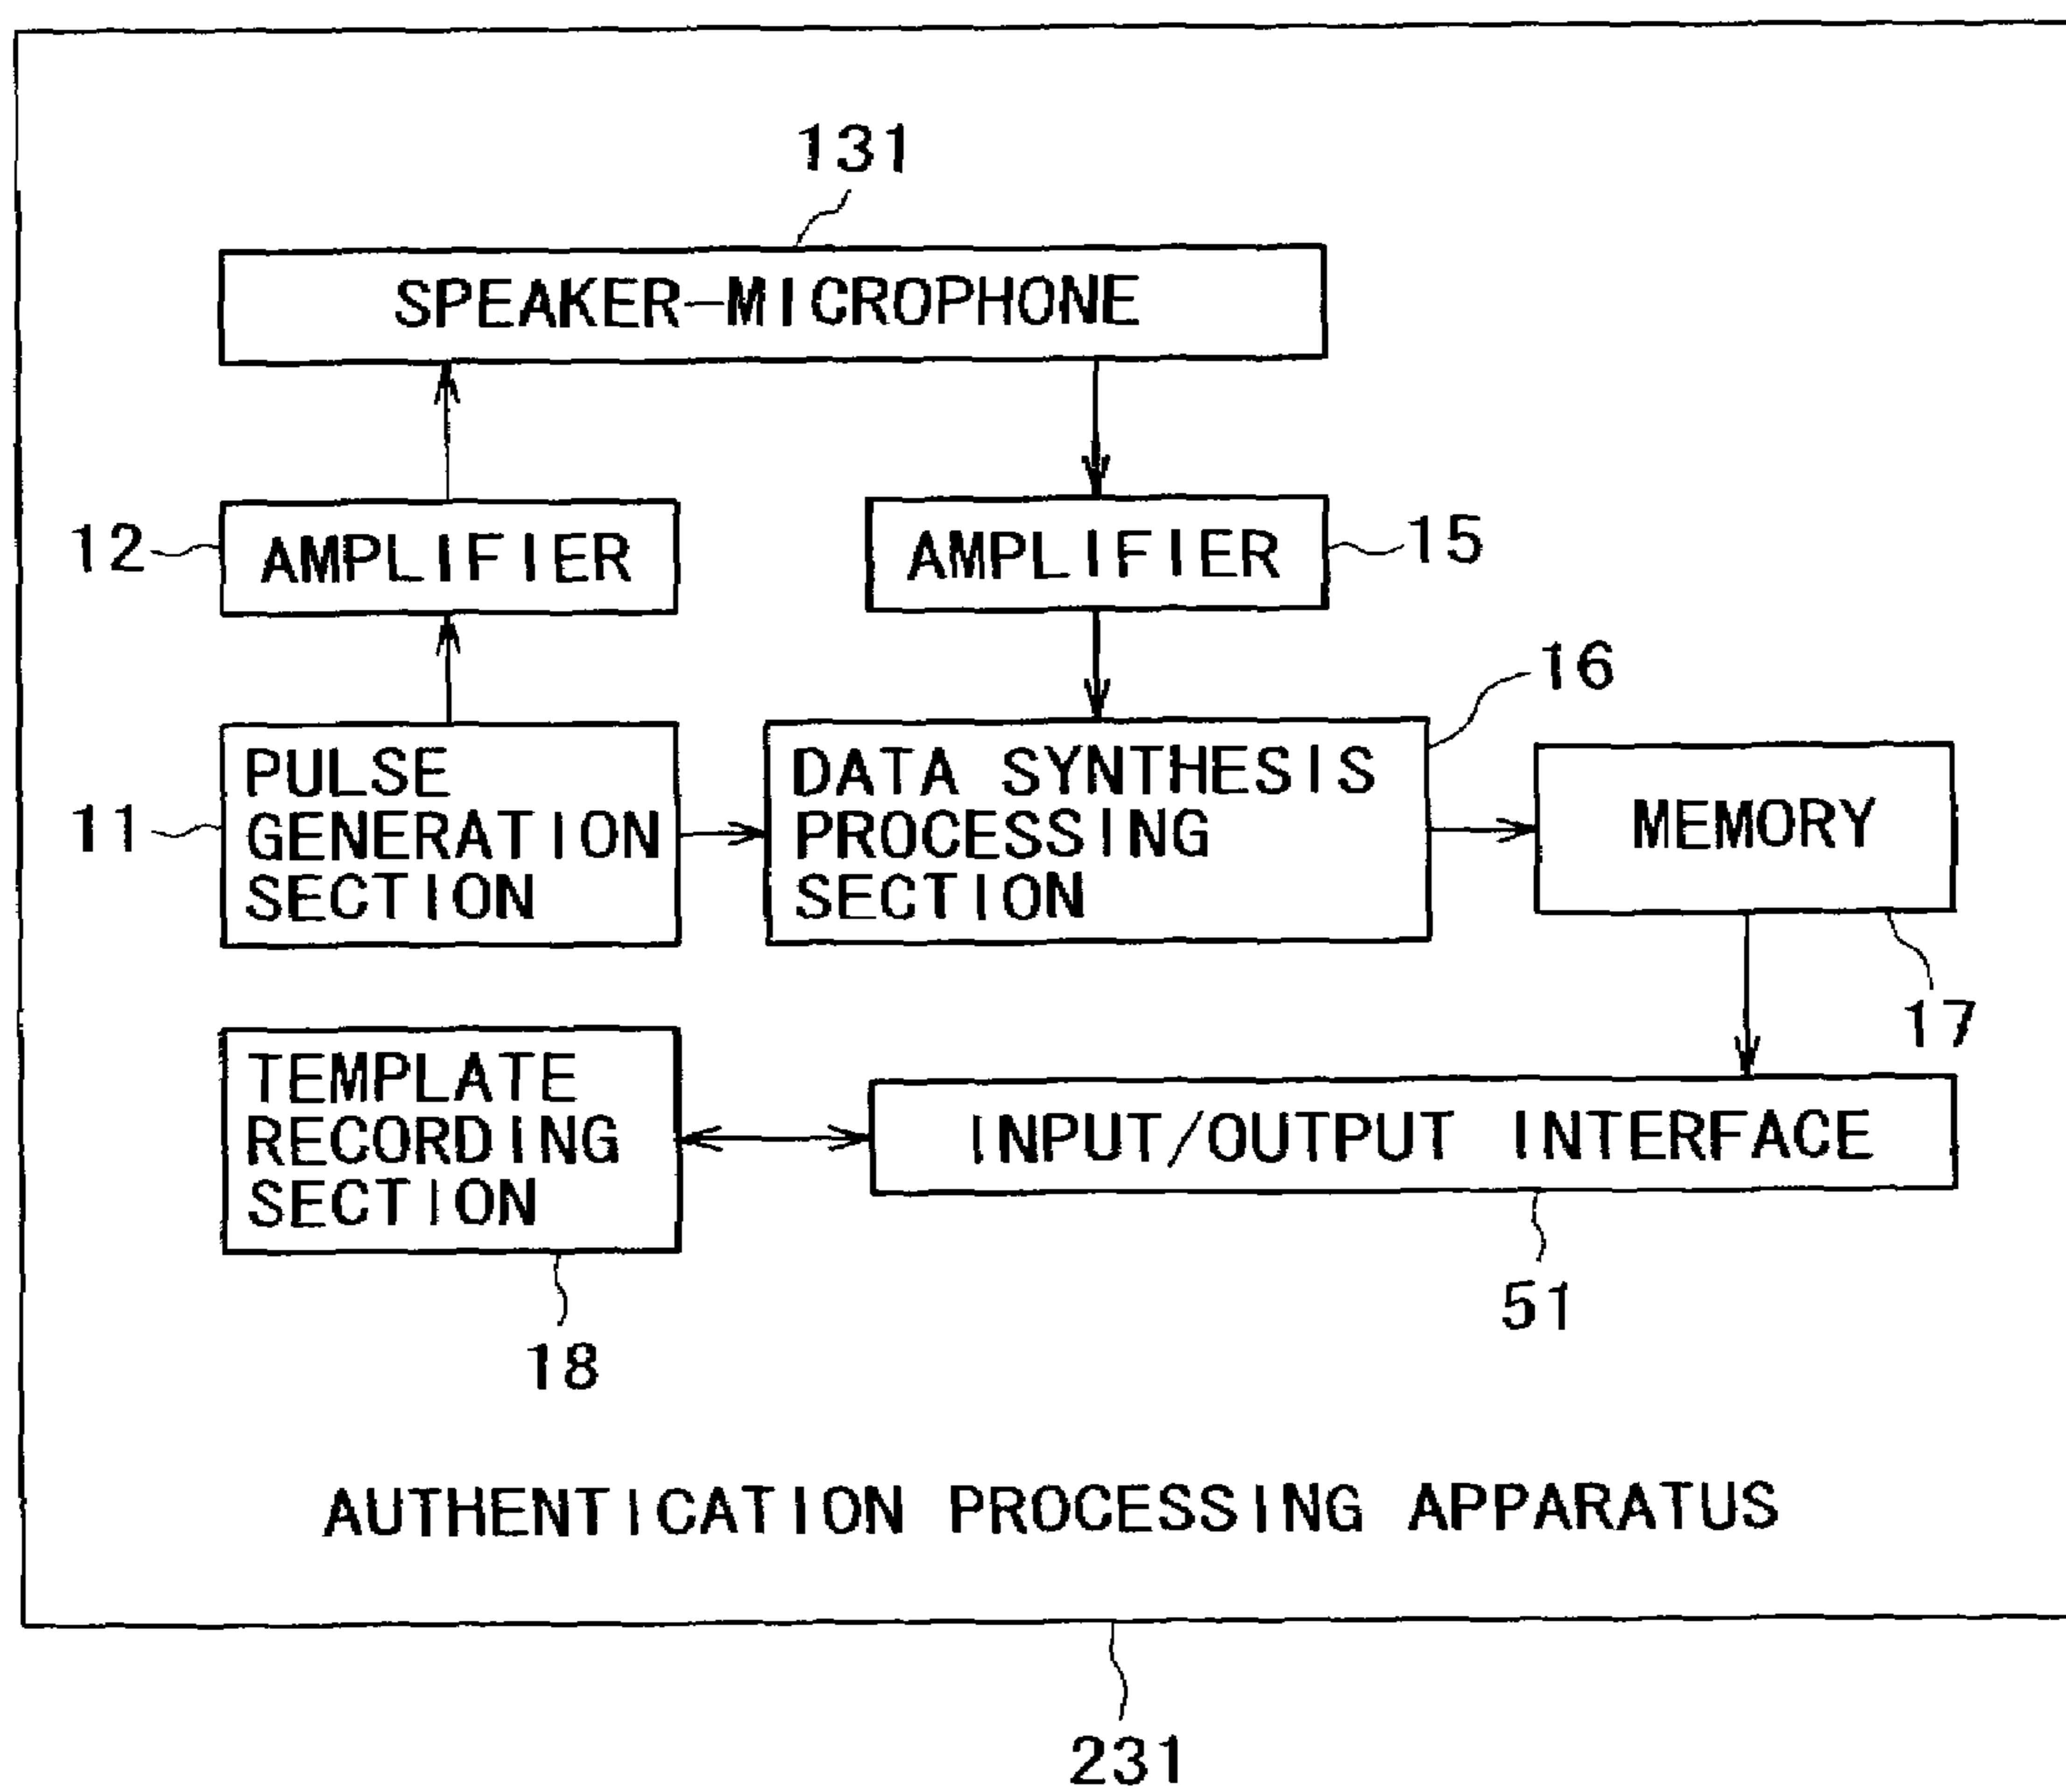 131
SPEAKER-MICROPHONE
12
AMPLIFIER
AMPLIFIER
15
16
11
PULSE
GENERATION
SECTION
DATA SYNTHESIS
PROCESSING
SECTION
MEMORY
17
TEMPLATE
RECORDING
SECTION
INPUT/OUTPUT INTERFACE
51
18
AUTHENTICATION PROCESSING APPARATUS
231